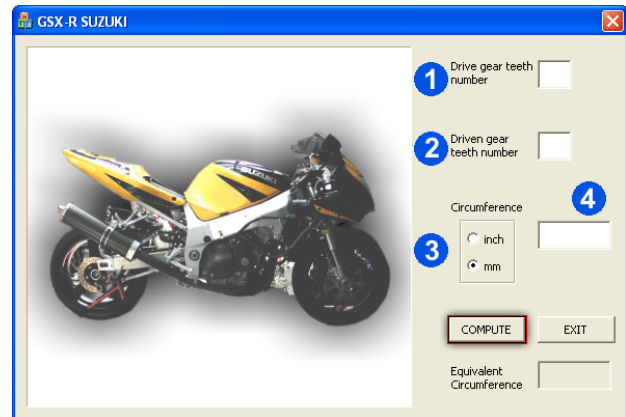 GSX-R SUZUKI
1
Drive gear teeth
number
2
Driven gear
teeth number
Circumference
4
3
inch
mm
COMPUTE
EXIT
Equivalent
Circumference
SUZUKI